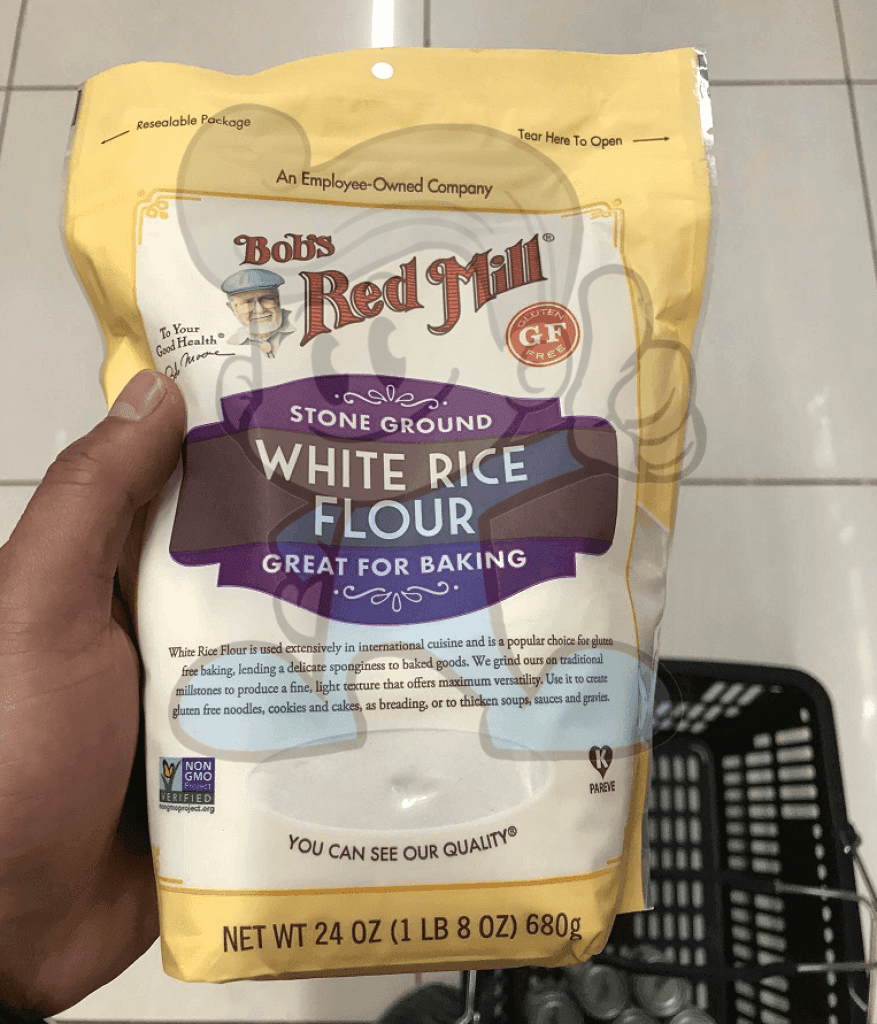 Resealable Package
Tear Here To Open
An Employee-Owned Company
Bob's
Red Mill®
To Your
Good Health®
Bob Moore
GLUTEN
GF
FREE
STONE GROUND
WHITE RICE
FLOUR
GREAT FOR BAKING
White Rice Flour is used extensively in international cuisine and is a popular choice for gluten
free baking, lending a delicate sponginess to baked goods. We grind ours on traditional
millstones to produce a fine, light texture that offers maximum versatility. Use it to create
gluten free noodles, cookies and cakes, as breading, or to thicken soups, sauces and gravies.
NON
GMO
Project
VERIFIED
nongmoproject.org
K
PAREVE
YOU CAN SEE OUR QUALITY®
NET WT 24 OZ (1 LB 8 OZ) 680g